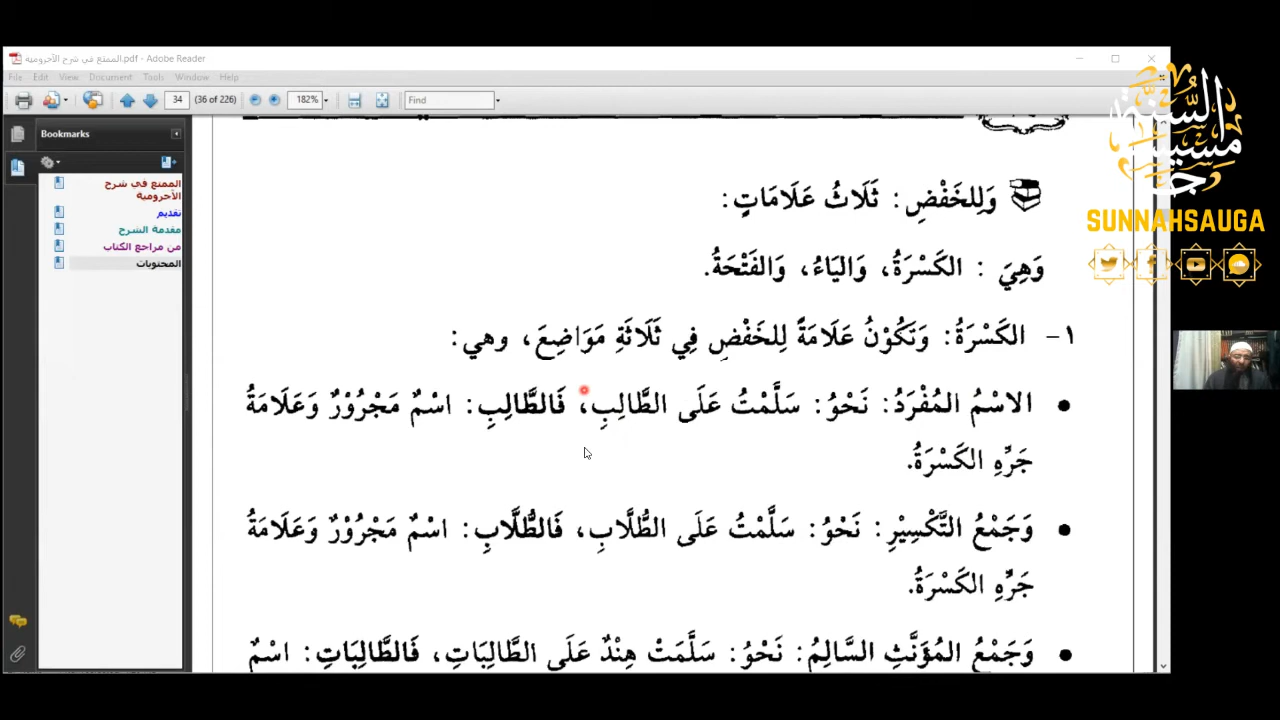 الممتع في شرح الآجرومية.pdf - Adobe Reader
File Edit View Document Tools Window Help
34 (36 of 226) 182% Find
Bookmarks
الممتع في شرح
الآجرومية
تقديم
مقدمة الشرح
من مراجع الكتاب
المحتويات
وَلِلخَفْضِ: ثَلَاثُ عَلَامَاتٍ:
وَهِيَ: الكَسْرَةُ، وَاليَاءُ، وَالفَتْحَةُ.
١- الكَسْرَةُ: وَتَكُوْنُ عَلَامَةً لِلخَفْضِ فِي ثَلَاثَةِ مَوَاضِعَ، وهي:
• الاسْمُ المُفْرَدُ: نَحْوُ: سَلَّمْتُ عَلَى الطَّالِبِ، فَالطَّالِبِ: اسْمٌ مَجْرُوْرٌ وَعَلَامَةُ
جَرِّهِ الكَسْرَةُ.
• وَجَمْعُ التَّكْسِيْرِ: نَحْوُ: سَلَّمْتُ عَلَى الطُّلَّابِ، فَالطُّلَّابِ: اسْمٌ مَجْرُوْرٌ وَعَلَامَةُ
جَرِّهِ الكَسْرَةُ.
• وَجَمْعُ المُؤَنَّثِ السَّالِمُ: نَحْوُ: سَلَّمَتْ هِنْدٌ عَلَى الطَّالِبَاتِ، فَالطَّالِبَاتِ: اسْمٌ
السُّنَّة
SUNNAHSAUGA